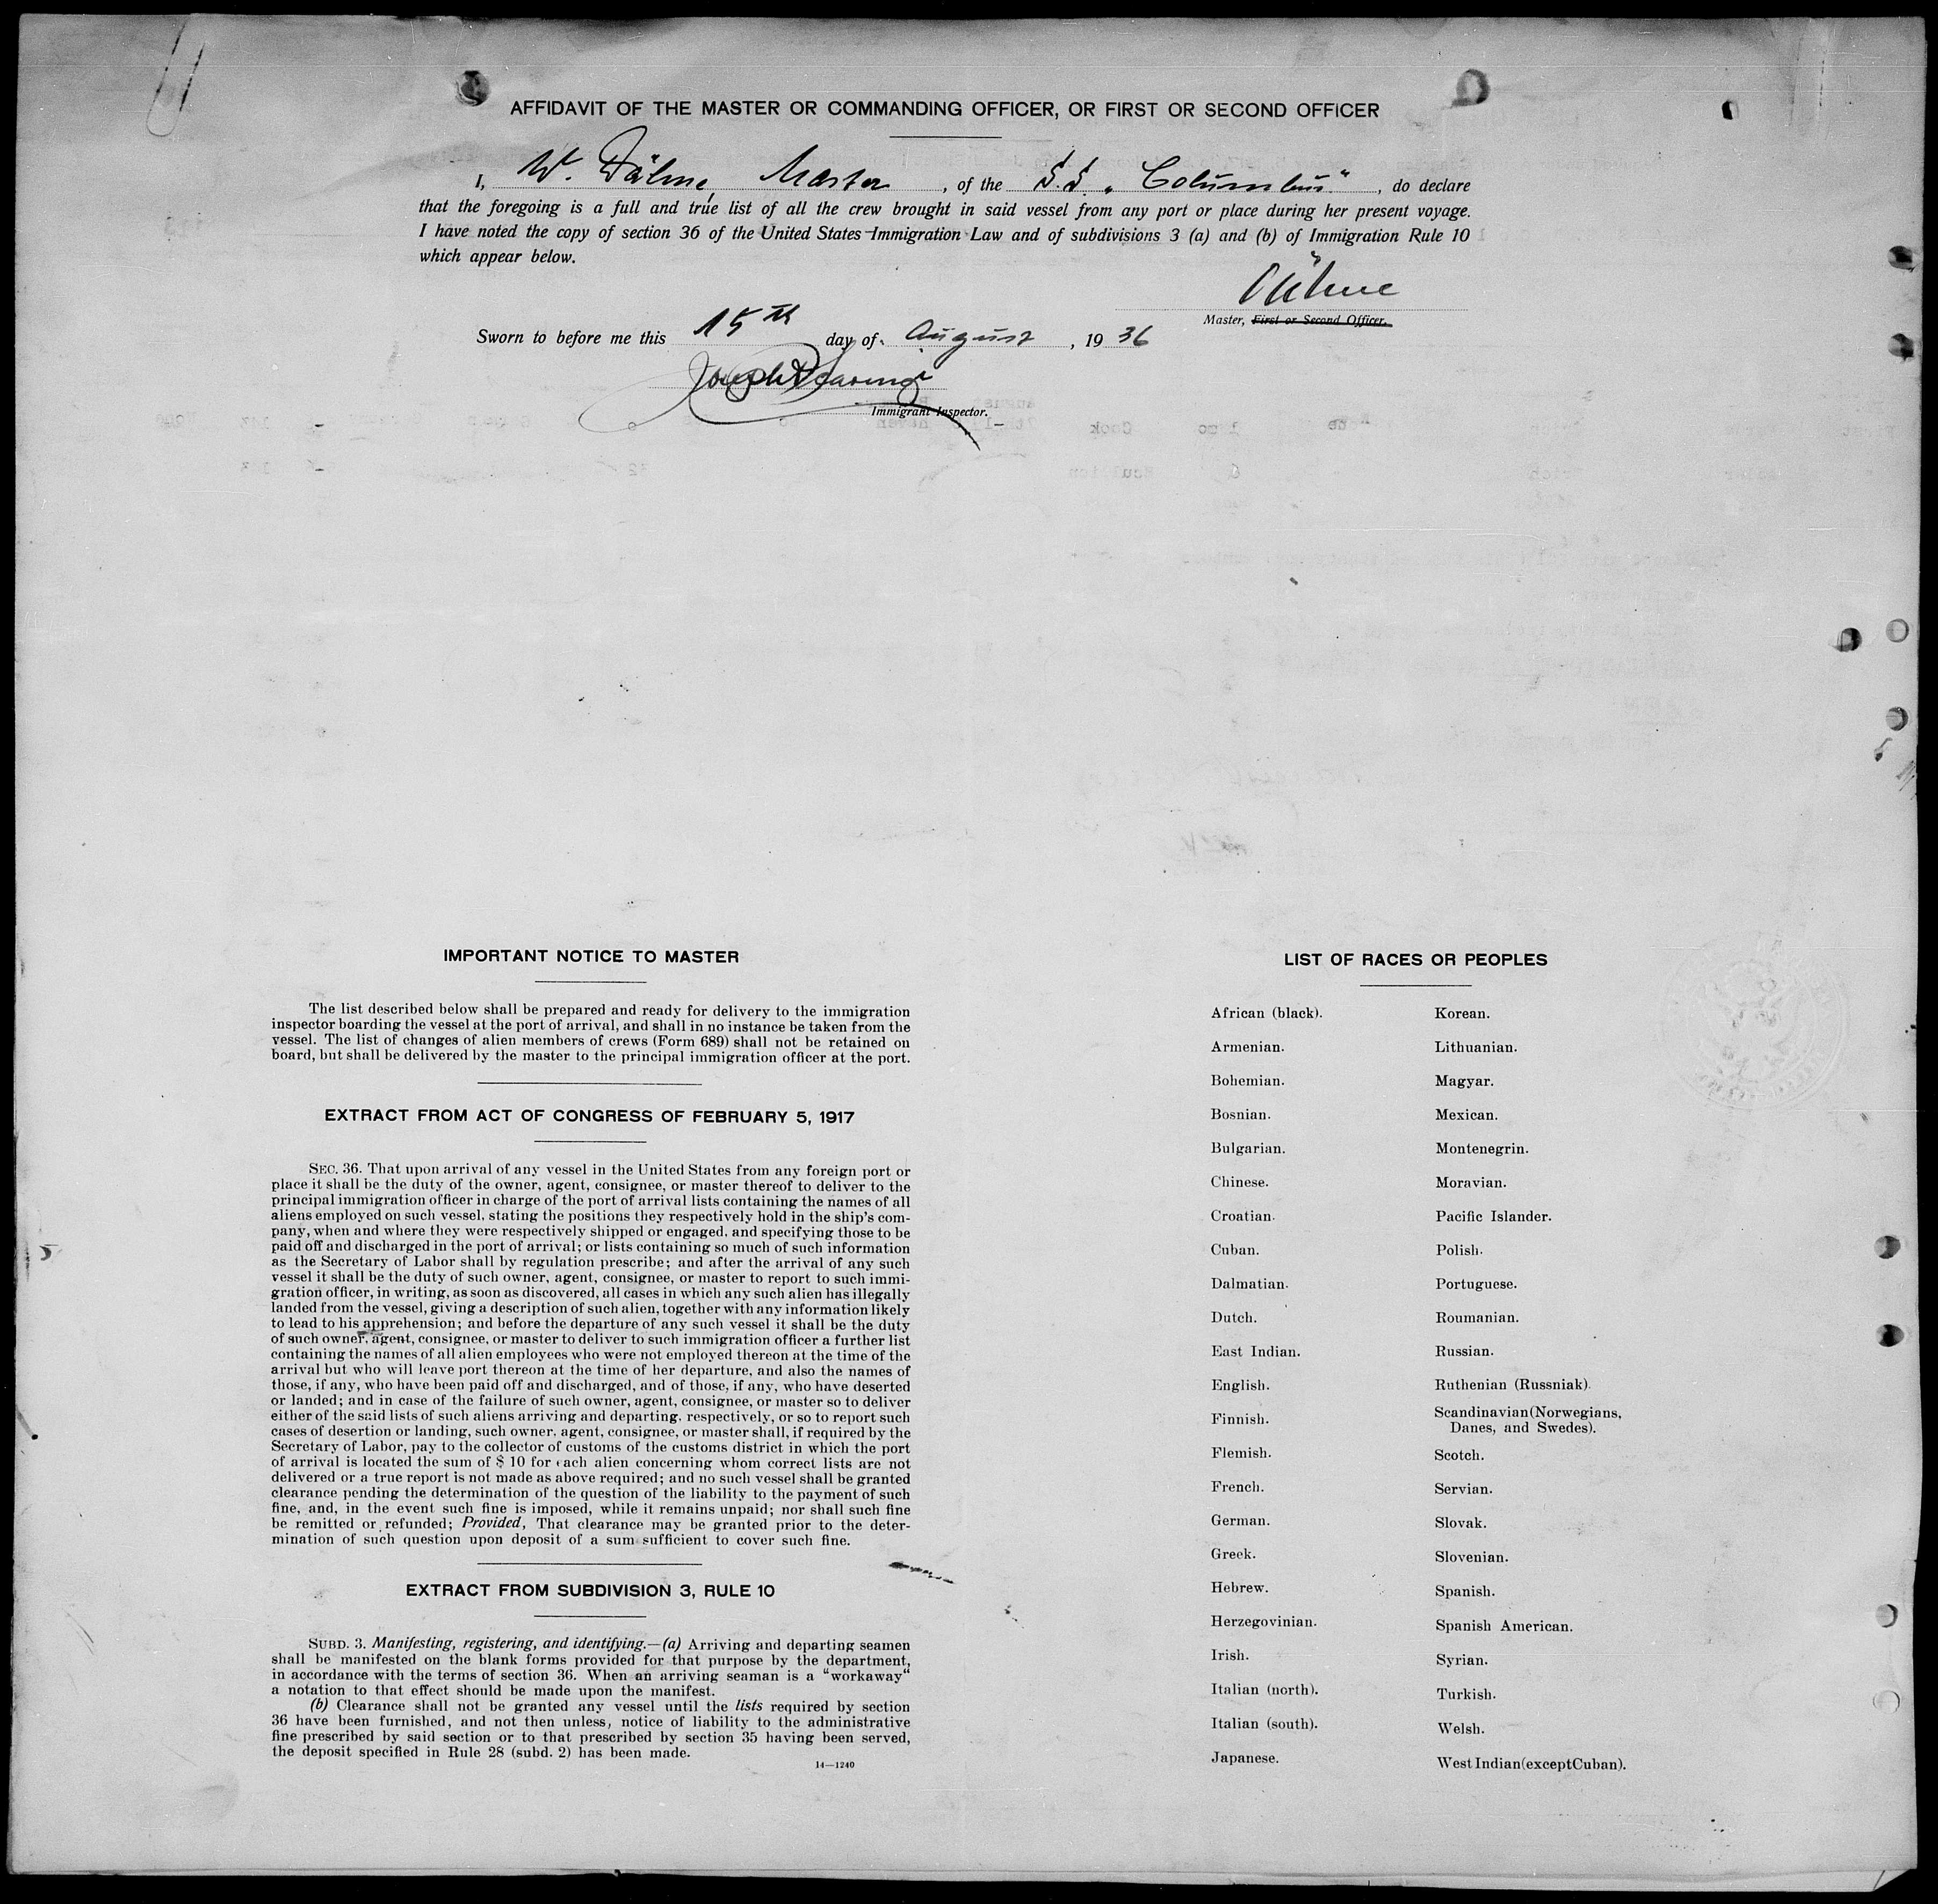 AFFIDAVIT OF THE MASTER OR COMMANDING OFFICER, OR FIRST OR SECOND OFFICER
I, W. Dähne, Master, of the S.S. „Columbus“, do declare
that the foregoing is a full and true list of all the crew brought in said vessel from any port or place during her present voyage.
I have noted the copy of section 36 of the United States Immigration Law and of subdivisions 3 (a) and (b) of Immigration Rule 10
which appear below.
Dähne
Master, First or Second Officer.
Sworn to before me this 15th day of August, 1936
Immigrant Inspector.
IMPORTANT NOTICE TO MASTER
The list described below shall be prepared and ready for delivery to the immigration
inspector boarding the vessel at the port of arrival, and shall in no instance be taken from the
vessel. The list of changes of alien members of crews (Form 689) shall not be retained on
board, but shall be delivered by the master to the principal immigration officer at the port.
EXTRACT FROM ACT OF CONGRESS OF FEBRUARY 5, 1917
SEC. 36. That upon arrival of any vessel in the United States from any foreign port or
place it shall be the duty of the owner, agent, consignee, or master thereof to deliver to the
principal immigration officer in charge of the port of arrival lists containing the names of all
aliens employed on such vessel, stating the positions they respectively hold in the ship's com-
pany, when and where they were respectively shipped or engaged, and specifying those to be
paid off and discharged in the port of arrival; or lists containing so much of such information
as the Secretary of Labor shall by regulation prescribe; and after the arrival of any such
vessel it shall be the duty of such owner, agent, consignee, or master to report to such immi-
gration officer, in writing, as soon as discovered, all cases in which any such alien has illegally
landed from the vessel, giving a description of such alien, together with any information likely
to lead to his apprehension; and before the departure of any such vessel it shall be the duty
of such owner, agent, consignee, or master to deliver to such immigration officer a further list
containing the names of all alien employees who were not employed thereon at the time of the
arrival but who will leave port thereon at the time of her departure, and also the names of
those, if any, who have been paid off and discharged, and of those, if any, who have deserted
or landed; and in case of the failure of such owner, agent, consignee, or master so to deliver
either of the said lists of such aliens arriving and departing, respectively, or so to report such
cases of desertion or landing, such owner, agent, consignee, or master shall, if required by the
Secretary of Labor, pay to the collector of customs of the customs district in which the port
of arrival is located the sum of $ 10 for each alien concerning whom correct lists are not
delivered or a true report is not made as above required; and no such vessel shall be granted
clearance pending the determination of the question of the liability to the payment of such
fine, and, in the event such fine is imposed, while it remains unpaid; nor shall such fine
be remitted or refunded; Provided, That clearance may be granted prior to the deter-
mination of such question upon deposit of a sum sufficient to cover such fine.
EXTRACT FROM SUBDIVISION 3, RULE 10
SUBD. 3. Manifesting, registering, and identifying.—(a) Arriving and departing seamen
shall be manifested on the blank forms provided for that purpose by the department,
in accordance with the terms of section 36. When an arriving seaman is a “workaway“
a notation to that effect should be made upon the manifest.
(b) Clearance shall not be granted any vessel until the lists required by section
36 have been furnished, and not then unless, notice of liability to the administrative
fine prescribed by said section or to that prescribed by section 35 having been served,
the deposit specified in Rule 28 (subd. 2) has been made.
14—1240
LIST OF RACES OR PEOPLES
African (black).
Armenian.
Bohemian.
Bosnian.
Bulgarian.
Chinese.
Croatian.
Cuban.
Dalmatian.
Dutch.
East Indian.
English.
Finnish.
Flemish.
French.
German.
Greek.
Hebrew.
Herzegovinian.
Irish.
Italian (north).
Italian (south).
Japanese.
Korean.
Lithuanian.
Magyar.
Mexican.
Montenegrin.
Moravian.
Pacific Islander.
Polish.
Portuguese.
Roumanian.
Russian.
Ruthenian (Russniak).
Scandinavian (Norwegians,
Danes, and Swedes).
Scotch.
Servian.
Slovak.
Slovenian.
Spanish.
Spanish American.
Syrian.
Turkish.
Welsh.
West Indian (except Cuban).